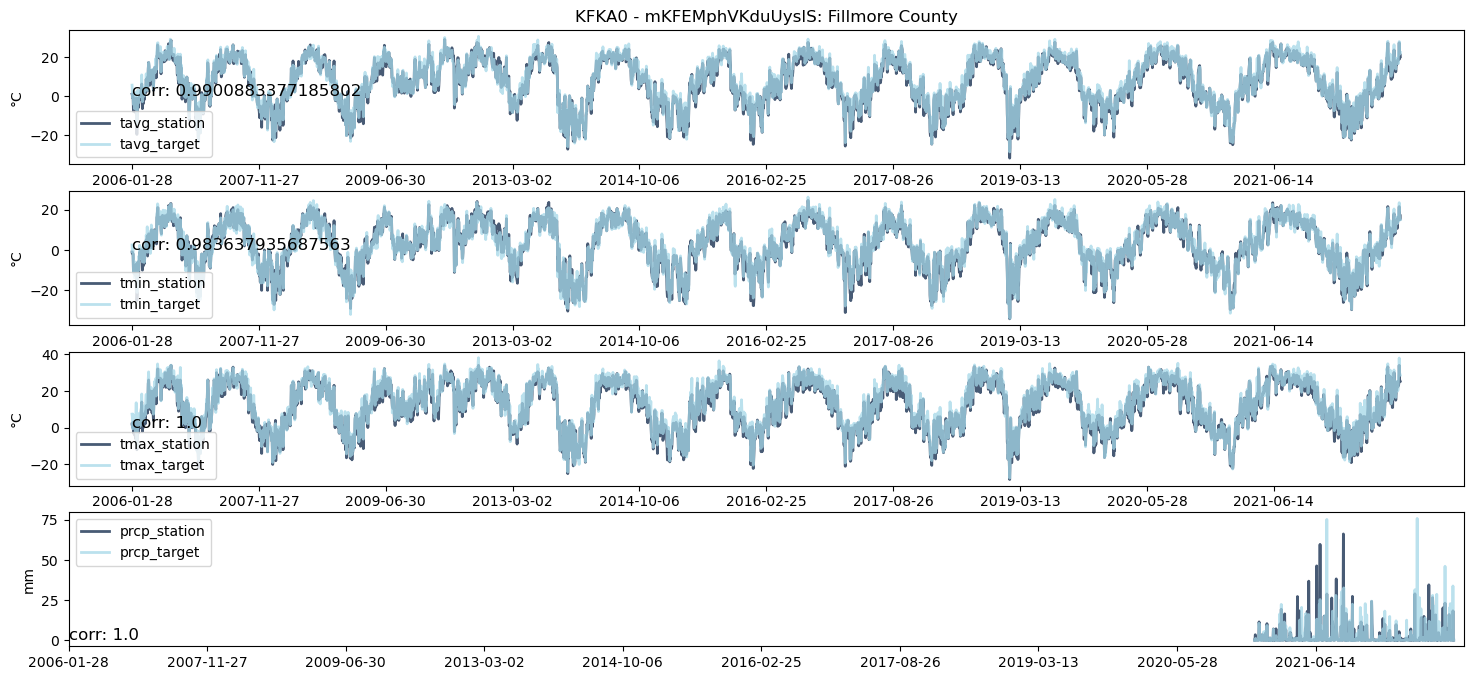 KFKA0 - mKFEMphVKduUysIS: Fillmore County
20
0
−20
°C
corr: 0.9900883377185802
tavg_station
tavg_target
2006-01-28 2007-11-27 2009-06-30 2013-03-02 2014-10-06 2016-02-25 2017-08-26 2019-03-13 2020-05-28 2021-06-14
20
0
−20
°C
corr: 0.983637935687563
tmin_station
tmin_target
2006-01-28 2007-11-27 2009-06-30 2013-03-02 2014-10-06 2016-02-25 2017-08-26 2019-03-13 2020-05-28 2021-06-14
40
20
0
−20
°C
corr: 1.0
tmax_station
tmax_target
2006-01-28 2007-11-27 2009-06-30 2013-03-02 2014-10-06 2016-02-25 2017-08-26 2019-03-13 2020-05-28 2021-06-14
75
50
25
0
mm
prcp_station
prcp_target
corr: 1.0
2006-01-28 2007-11-27 2009-06-30 2013-03-02 2014-10-06 2016-02-25 2017-08-26 2019-03-13 2020-05-28 2021-06-14